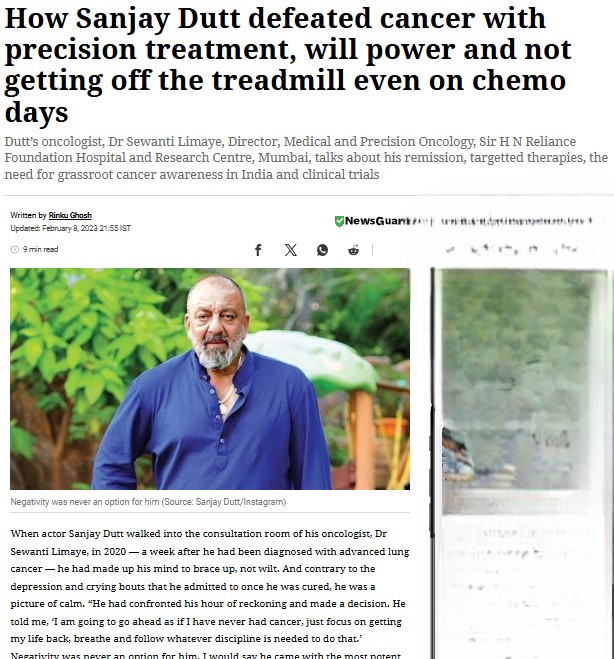 How Sanjay Dutt defeated cancer with
precision treatment, will power and not
getting off the treadmill even on chemo
days
Dutt's oncologist, Dr Sewanti Limaye, Director, Medical and Precision Oncology, Sir H N Reliance
Foundation Hospital and Research Centre, Mumbai, talks about his remission, targetted therapies, the
need for grassroot cancer awareness in India and clinical trials
Written by Rinku Ghosh
Updated: February 8, 2023 21:55 IST
9 min read
Negativity was never an option for him (Source: Sanjay Dutt/Instagram)
When actor Sanjay Dutt walked into the consultation room of his oncologist, Dr
Sewanti Limaye, in 2020 — a week after he had been diagnosed with advanced lung
cancer — he had made up his mind to brace up, not wilt. And contrary to the
depression and crying bouts that he admitted to once he was cured, he was a
picture of calm. “He had confronted his hour of reckoning and made a decision. He
told me, ‘I am going to go ahead as if I have never had cancer, just focus on getting
my life back, breathe and follow whatever discipline is needed to do that.’
Negativity was never an option for him. I would say he came with the most potent